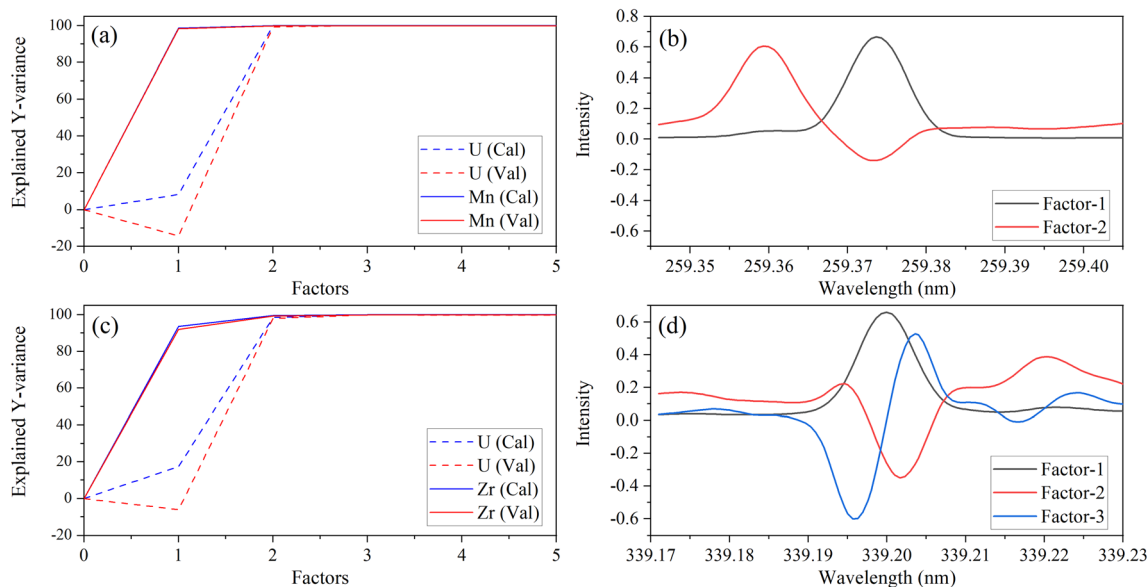 (a)
Explained Y-variance
100
80
60
40
20
0
-20
0 1 2 3 4 5
Factors
U (Cal)
U (Val)
Mn (Cal)
Mn (Val)
(b)
Intensity
0.8
0.6
0.4
0.2
0.0
-0.2
-0.4
-0.6
259.35 259.36 259.37 259.38 259.39 259.40
Wavelength (nm)
Factor-1
Factor-2
(c)
Explained Y-variance
100
80
60
40
20
0
-20
0 1 2 3 4 5
Factors
U (Cal)
U (Val)
Zr (Cal)
Zr (Val)
(d)
Intensity
0.6
0.4
0.2
0.0
-0.2
-0.4
-0.6
339.17 339.18 339.19 339.20 339.21 339.22 339.23
Wavelength (nm)
Factor-1
Factor-2
Factor-3